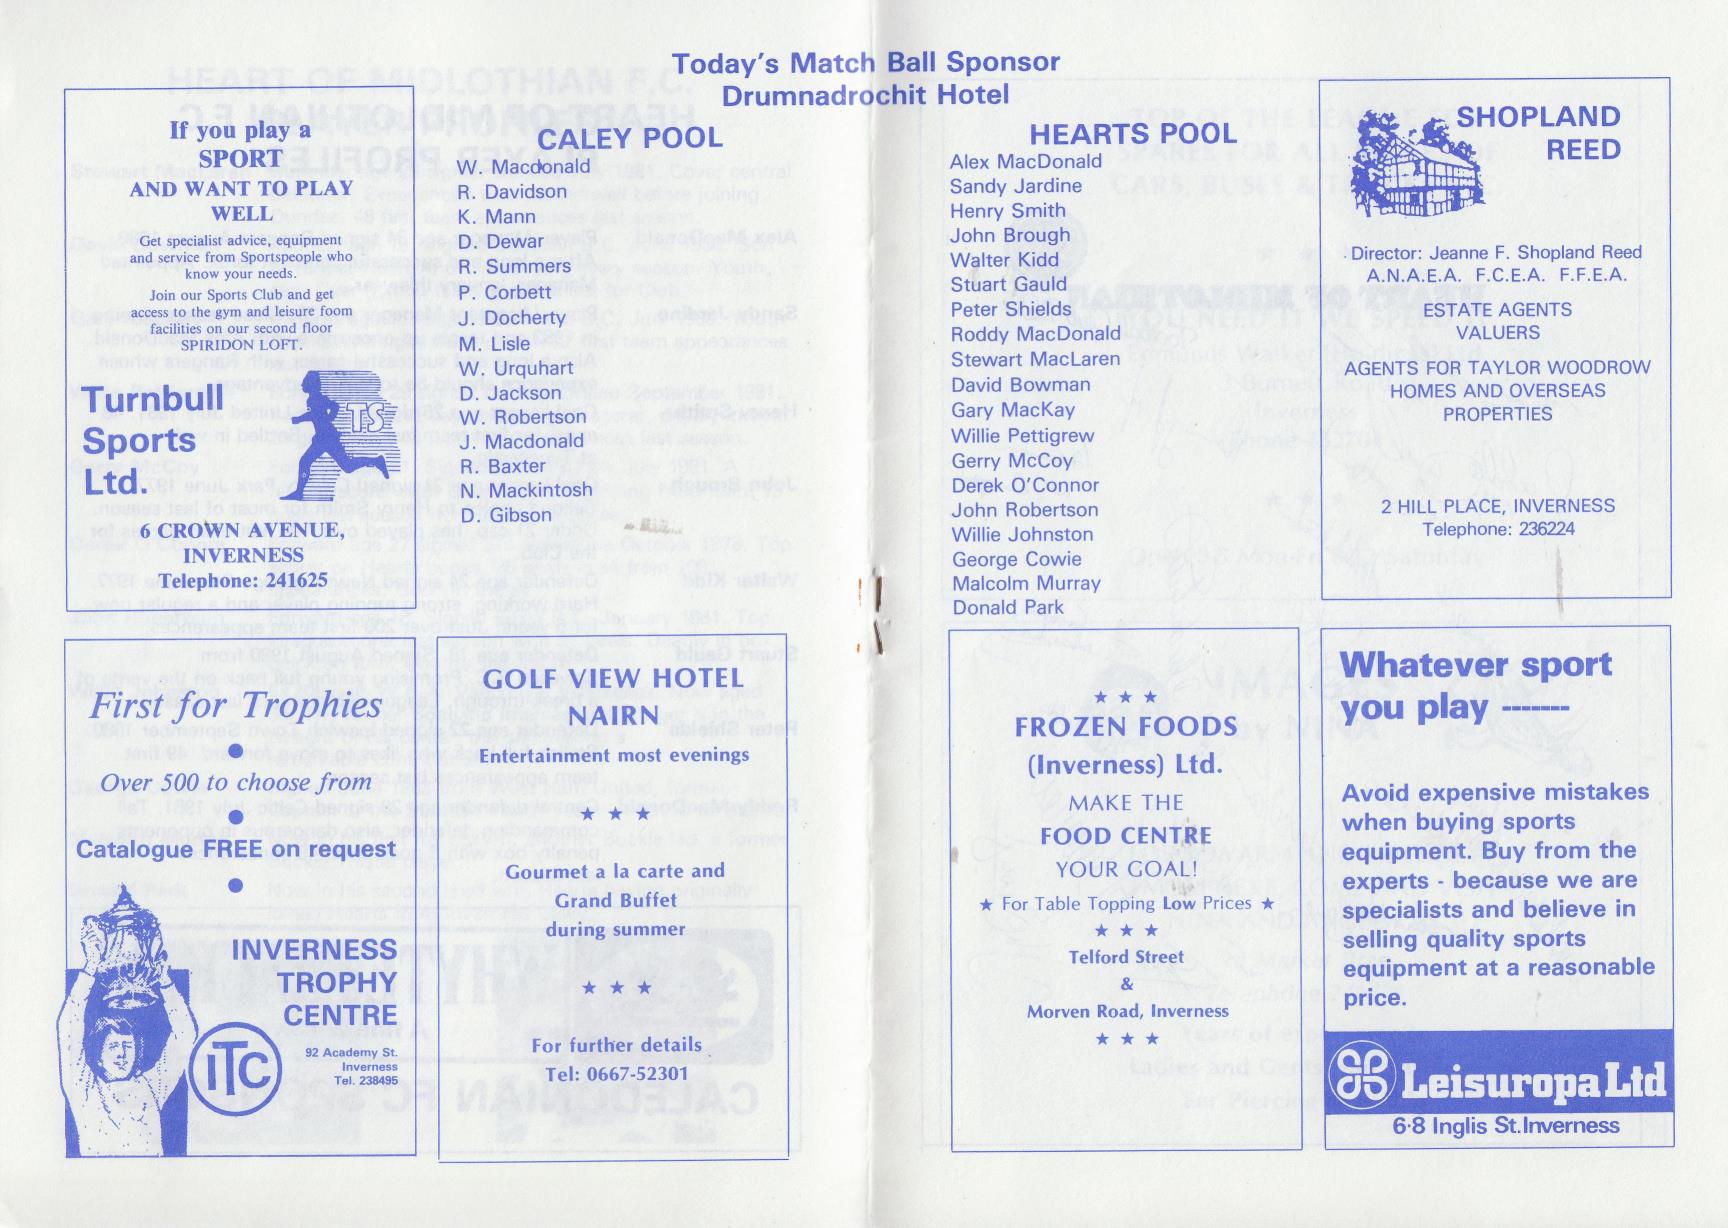 Today's Match Ball Sponsor
Drumnadrochit Hotel
If you play a
SPORT
AND WANT TO PLAY
WELL
Get specialist advice, equipment
and service from Sportspeople who
know your needs.
Join our Sports Club and get
access to the gym and leisure foom
facilities on our second floor
SPIRIDON LOFT.
Turnbull
Sports
Ltd.
TS
6 CROWN AVENUE,
INVERNESS
Telephone: 241625
CALEY POOL
W. Macdonald
R. Davidson
K. Mann
D. Dewar
R. Summers
P. Corbett
J. Docherty
M. Lisle
W. Urquhart
D. Jackson
W. Robertson
J. Macdonald
R. Baxter
N. Mackintosh
D. Gibson
First for Trophies
Over 500 to choose from
Catalogue FREE on request
INVERNESS
TROPHY
CENTRE
ITC
92 Academy St.
Inverness
Tel. 238495
GOLF VIEW HOTEL
NAIRN
Entertainment most evenings
★ ★ ★
Gourmet a la carte and
Grand Buffet
during summer
★ ★ ★
For further details
Tel: 0667-52301
HEARTS POOL
Alex MacDonald
Sandy Jardine
Henry Smith
John Brough
Walter Kidd
Stuart Gauld
Peter Shields
Roddy MacDonald
Stewart MacLaren
David Bowman
Gary MacKay
Willie Pettigrew
Gerry McCoy
Derek O'Connor
John Robertson
Willie Johnston
George Cowie
Malcolm Murray
Donald Park
SHOPLAND
REED
Director: Jeanne F. Shopland Reed
A.N.A.E.A. F.C.E.A. F.F.E.A.
ESTATE AGENTS
VALUERS
AGENTS FOR TAYLOR WOODROW
HOMES AND OVERSEAS
PROPERTIES
2 HILL PLACE, INVERNESS
Telephone: 236224
★ ★ ★
FROZEN FOODS
(Inverness) Ltd.
MAKE THE
FOOD CENTRE
YOUR GOAL!
★ For Table Topping Low Prices ★
★ ★ ★
Telford Street
&
Morven Road, Inverness
★ ★ ★
Whatever sport
you play -------
Avoid expensive mistakes
when buying sports
equipment. Buy from the
experts - because we are
specialists and believe in
selling quality sports
equipment at a reasonable
price.
Leisuropa Ltd
6·8 Inglis St. Inverness